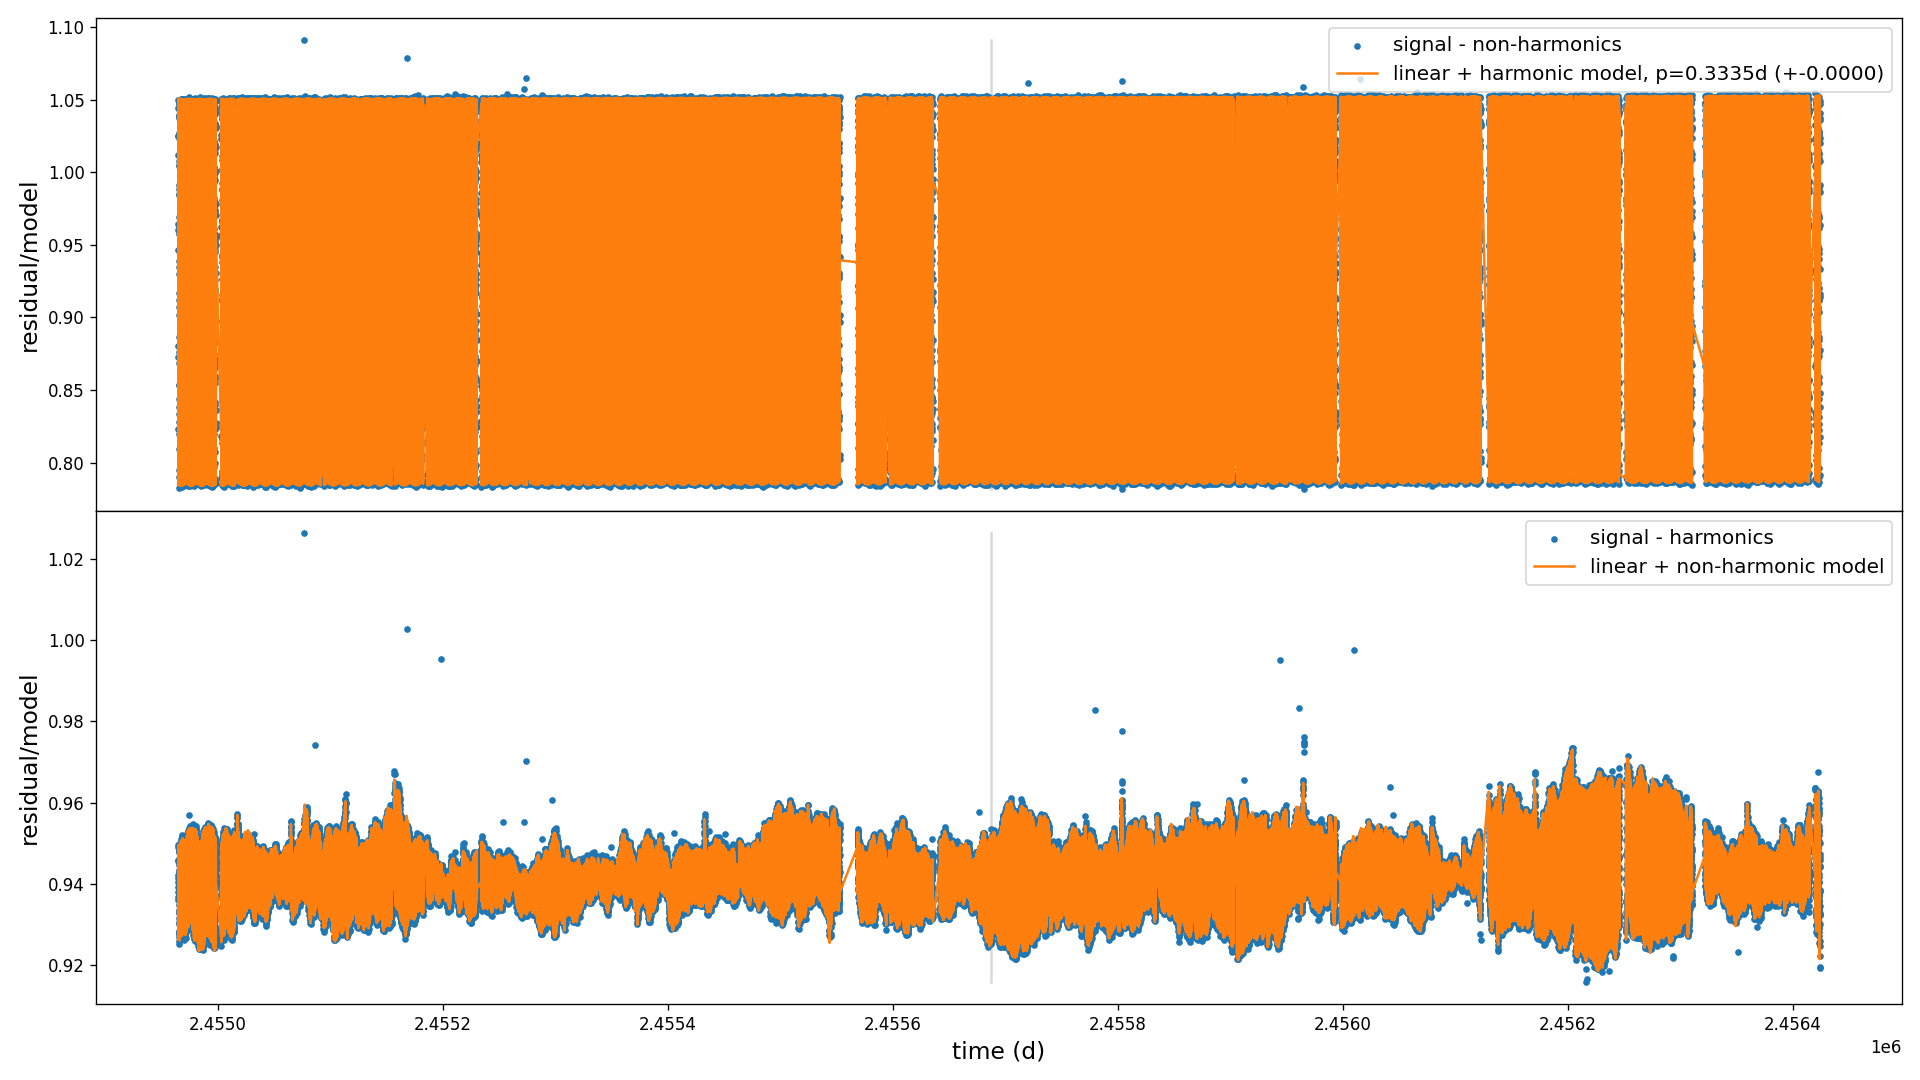 signal - non-harmonics
linear + harmonic model, p=0.3335d (+-0.0000)
residual/model
1.10
1.05
1.00
0.95
0.90
0.85
0.80
signal - harmonics
linear + non-harmonic model
residual/model
1.02
1.00
0.98
0.96
0.94
0.92
2.4550
2.4552
2.4554
2.4556
2.4558
2.4560
2.4562
2.4564
time (d)
1e6